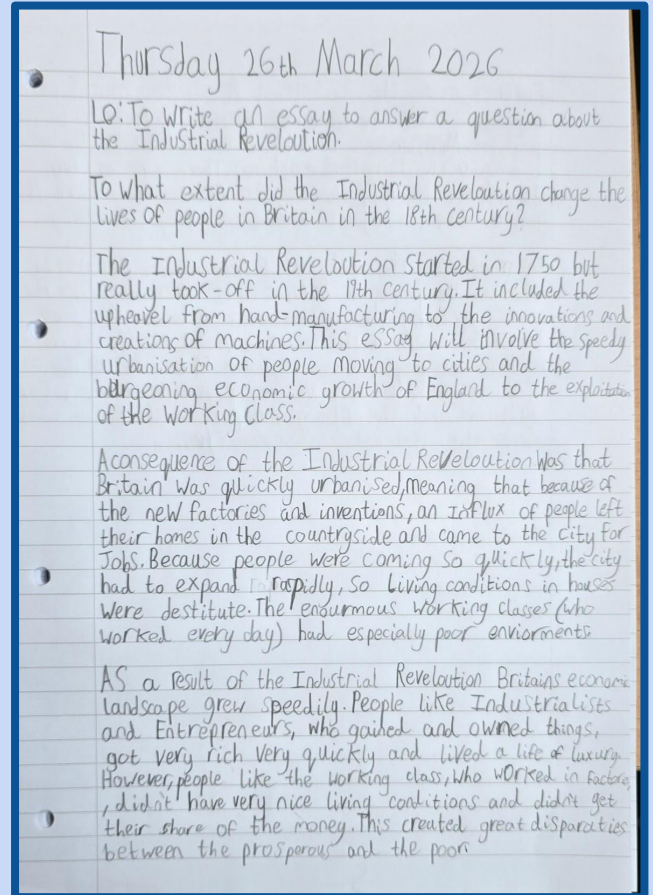 Thursday 26th March 2026
LO: To write an essay to answer a question about
the Industrial Reveloution.
To what extent did the Industrial Reveloution change the
lives of people in Britain in the 18th century?
The Industrial Reveloution started in 1750 but
really took-off in the 19th century. It included the
upheavel from hand-manufacturing to the innovations and
creations of machines. This essay will involve the speedy
urbanisation of people moving to cities and the
burgeoning economic growth of England to the exploitation
of the working class.
A consequence of the Industrial Reveloution was that
Britain was quickly urbanised, meaning that because of
the new factories and inventions, an influx of people left
their homes in the countryside and came to the city for
Jobs. Because people were coming so quickly, the city
had to expand rapidly, so living conditions in houses
were destitute. The enourmous working classes (who
worked every day) had especially poor enviorments.
As a result of the Industrial Reveloution Britains economic
landscape grew speedily. People like Industrialists
and Entrepreneurs, who gained and owned things,
got very rich very quickly and lived a life of luxury.
However, people like the working class, who worked in factories
, didn't have very nice living conditions and didn't get
their share of the money. This created great disparaties
between the prosperous and the poor.